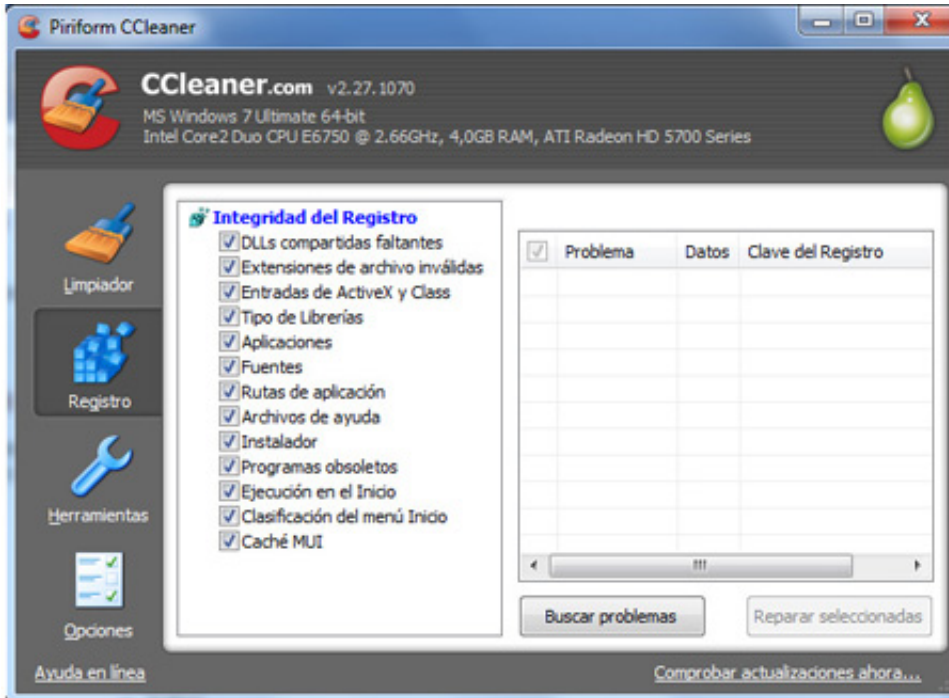 Piriform CCleaner
CCleaner.com v2.27.1070
MS Windows 7 Ultimate 64-bit
Intel Core2 Duo CPU E6750 @ 2.66GHz, 4,0GB RAM, ATI Radeon HD 5700 Series
Limpiador
Registro
Herramientas
Opciones
Integridad del Registro
DLLs compartidas faltantes
Extensiones de archivo inválidas
Entradas de ActiveX y Class
Tipo de Librerías
Aplicaciones
Fuentes
Rutas de aplicación
Archivos de ayuda
Instalador
Programas obsoletos
Ejecución en el Inicio
Clasificación del menú Inicio
Caché MUI
Problema Datos Clave del Registro
Buscar problemas Reparar seleccionadas
Ayuda en línea Comprobar actualizaciones ahora...